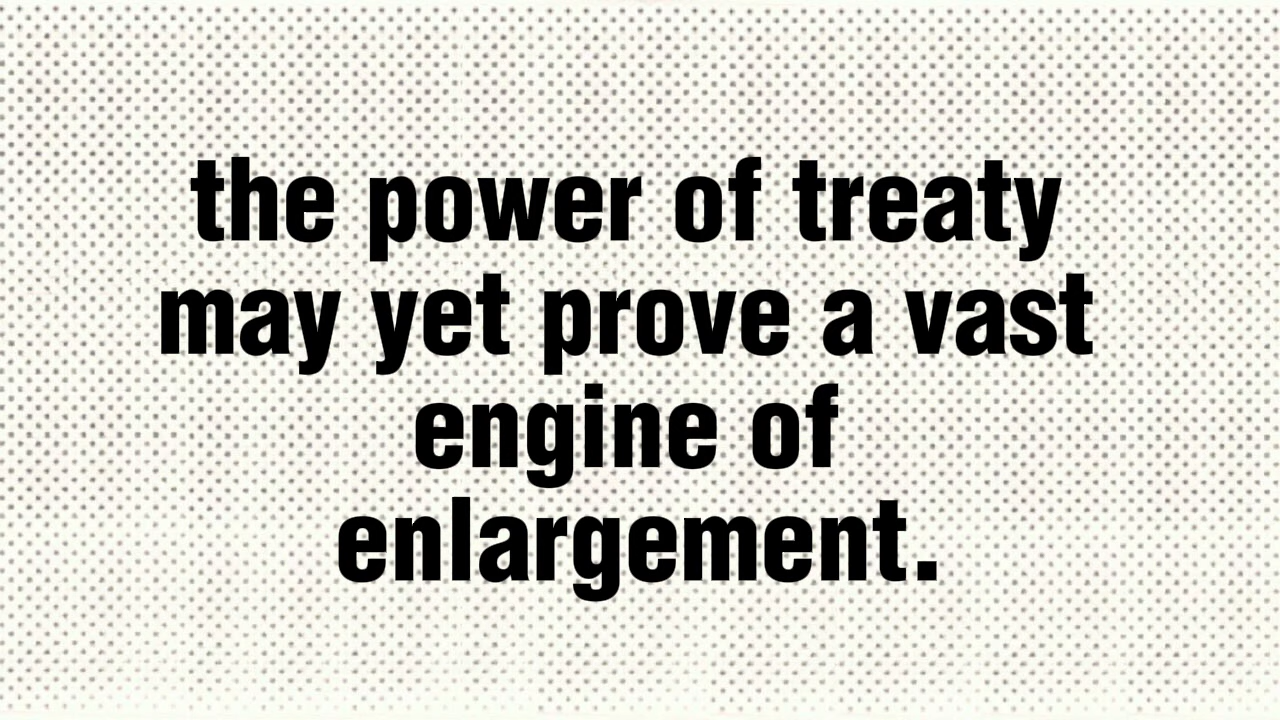 the power of treaty
may yet prove a vast
engine of
enlargement.